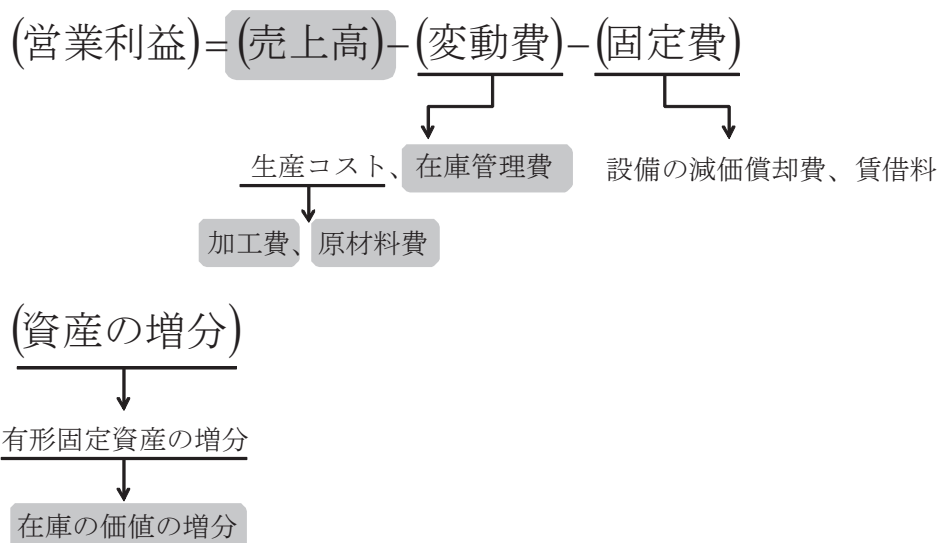 (営業利益)=(売上高)−(変動費)−(固定費)
生産コスト、在庫管理費 設備の減価償却費、賃借料
加工費、原材料費
(資産の増分)
有形固定資産の増分
在庫の価値の増分